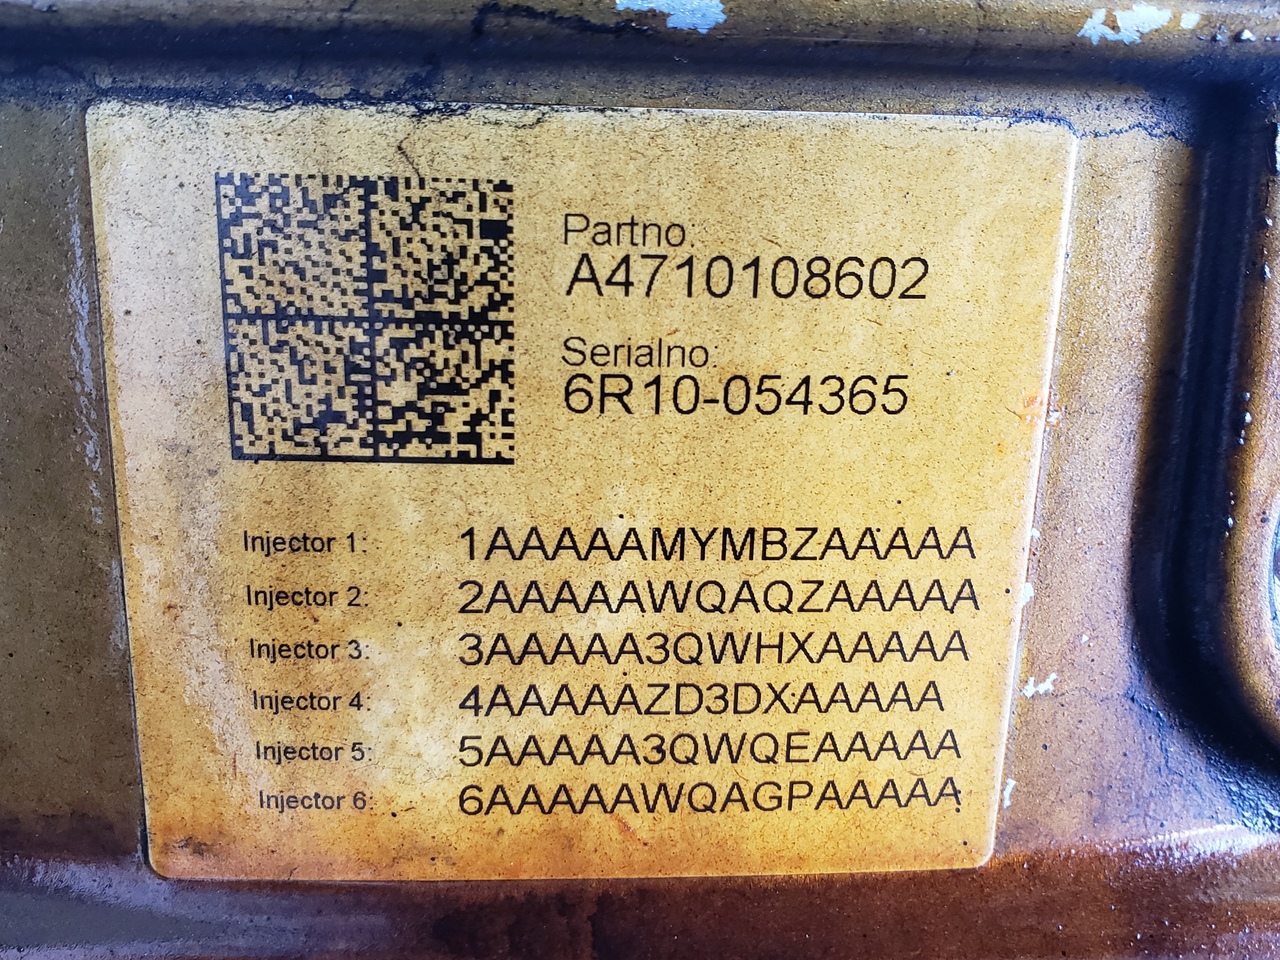 Partno.:
A4710108602
Serialno:
6R10-054365
Injector 1: 1AAAAAMYMBZAAAAA
Injector 2: 2AAAAAWQAQZAAAAA
Injector 3: 3AAAAA3QWHXAAAAA
Injector 4: 4AAAAAZD3DXAAAAA
Injector 5: 5AAAAA3QWQEAAAAA
Injector 6: 6AAAAAWQAGPAAAAA